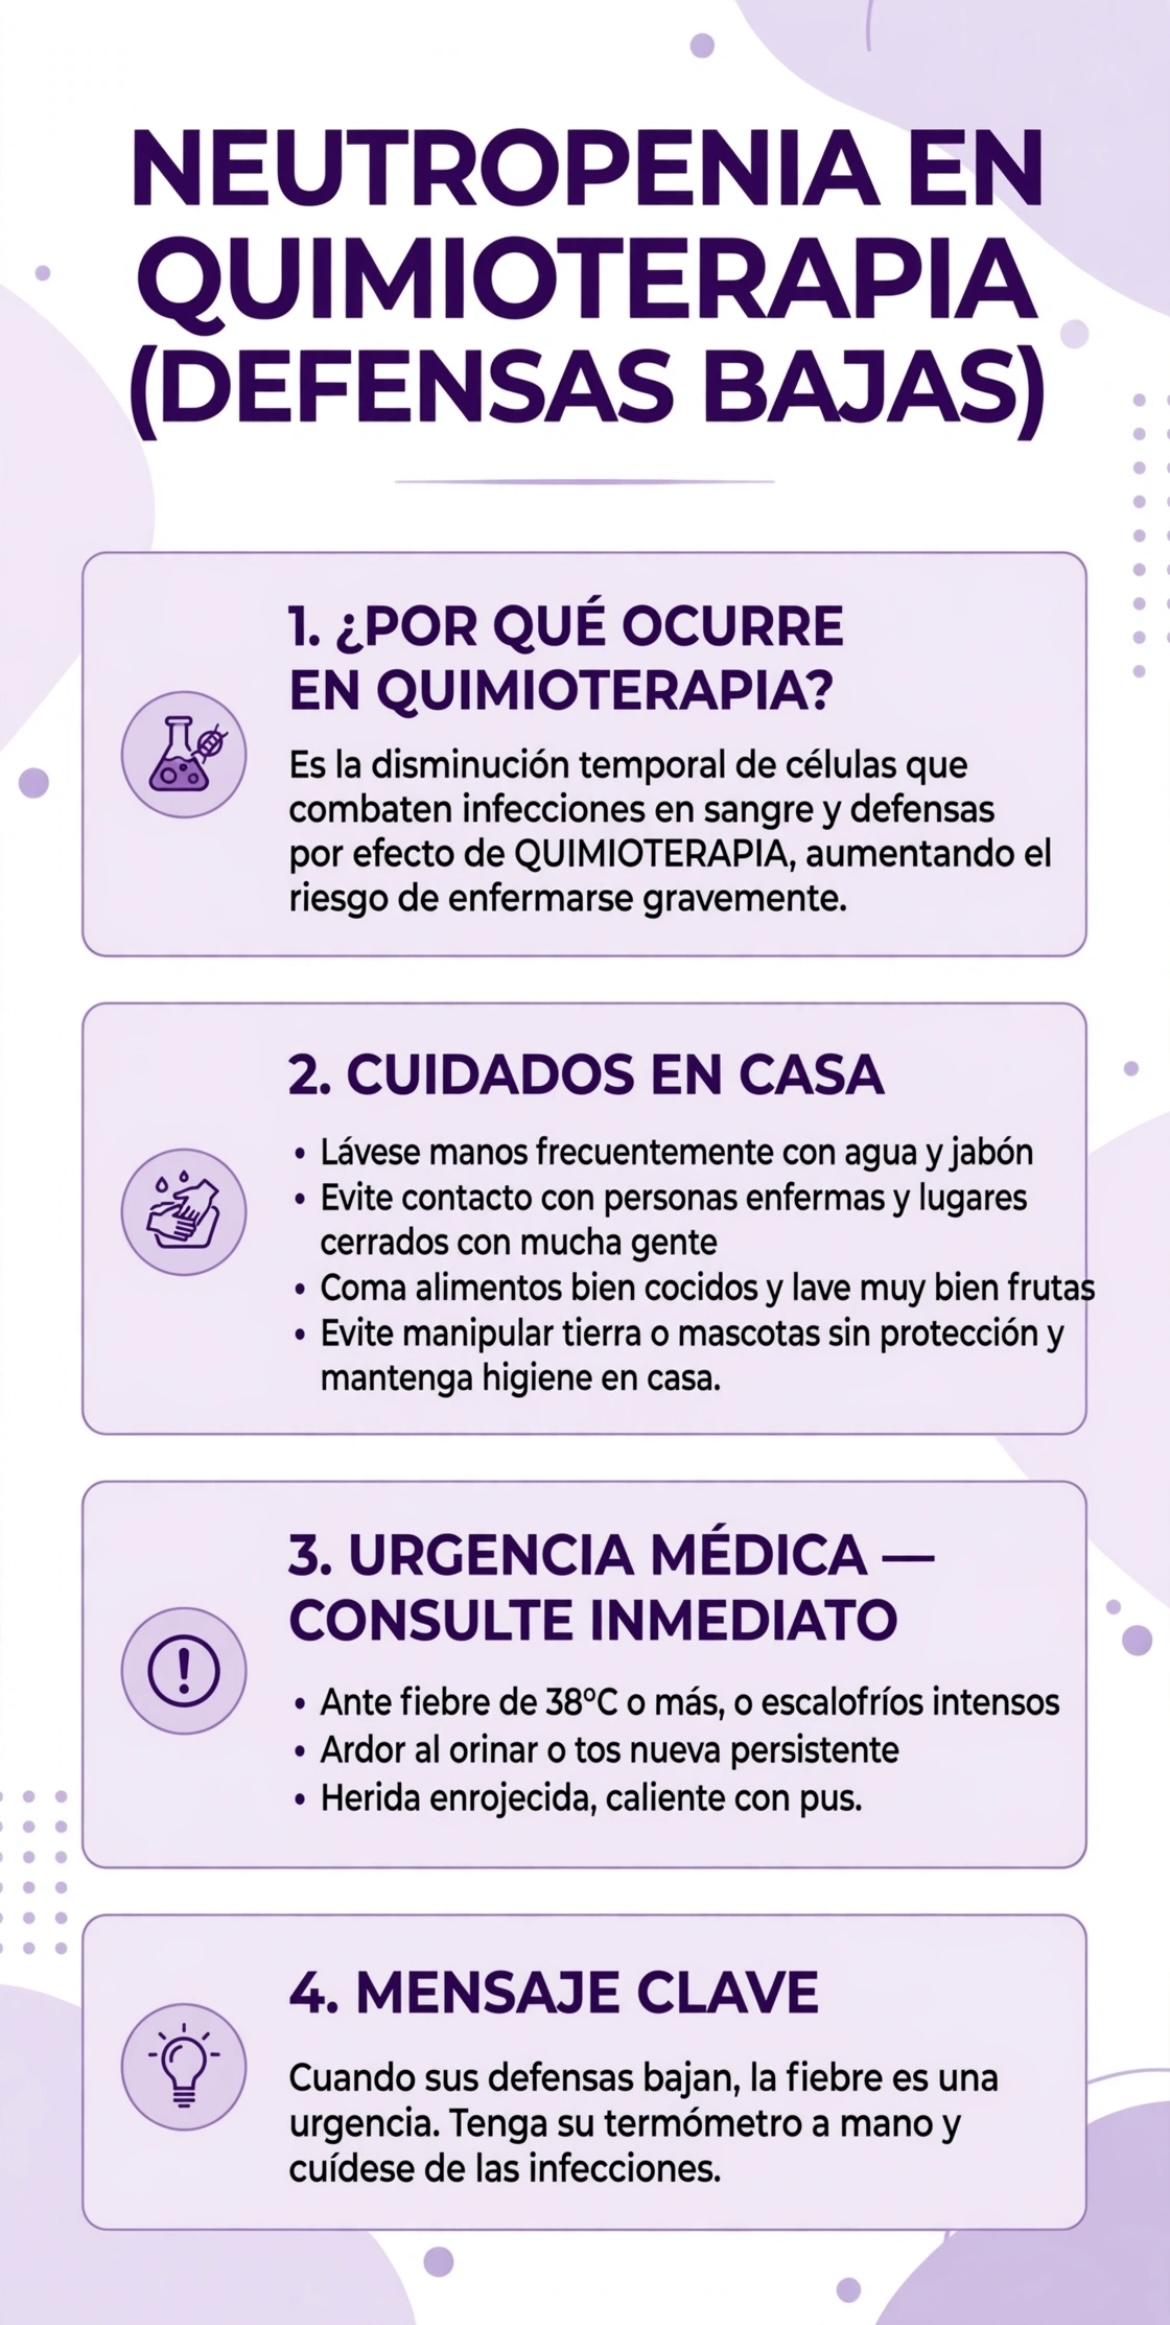 NEUTROPENIA EN
QUIMIOTERAPIA
(DEFENSAS BAJAS)
1. ¿POR QUÉ OCURRE
EN QUIMIOTERAPIA?
Es la disminución temporal de células que
combaten infecciones en sangre y defensas
por efecto de QUIMIOTERAPIA, aumentando el
riesgo de enfermarse gravemente.
2. CUIDADOS EN CASA
• Lávese manos frecuentemente con agua y jabón
• Evite contacto con personas enfermas y lugares
cerrados con mucha gente
• Coma alimentos bien cocidos y lave muy bien frutas
• Evite manipular tierra o mascotas sin protección y
mantenga higiene en casa.
3. URGENCIA MÉDICA —
CONSULTE INMEDIATO
• Ante fiebre de 38ºC o más, o escalofríos intensos
• Ardor al orinar o tos nueva persistente
• Herida enrojecida, caliente con pus.
4. MENSAJE CLAVE
Cuando sus defensas bajan, la fiebre es una
urgencia. Tenga su termómetro a mano y
cuídese de las infecciones.